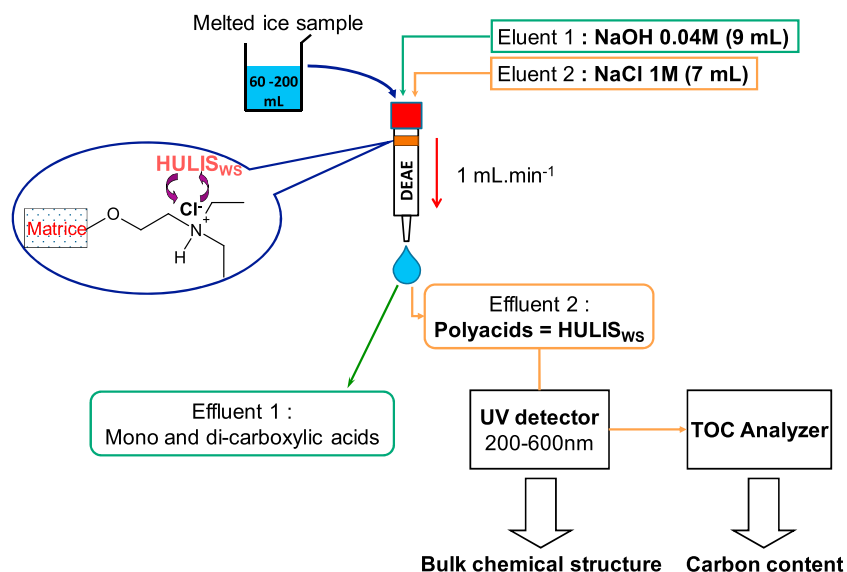 Melted ice sample
60 -200
mL
Eluent 1 : NaOH 0.04M (9 mL)
Eluent 2 : NaCl 1M (7 mL)
DEAE
1 mL.min-1
HULISWS
Cl-
Matrice
O
N
+
H
Effluent 2 :
Polyacids = HULISWS
Effluent 1 :
Mono and di-carboxylic acids
UV detector
200-600nm
TOC Analyzer
Bulk chemical structure
Carbon content